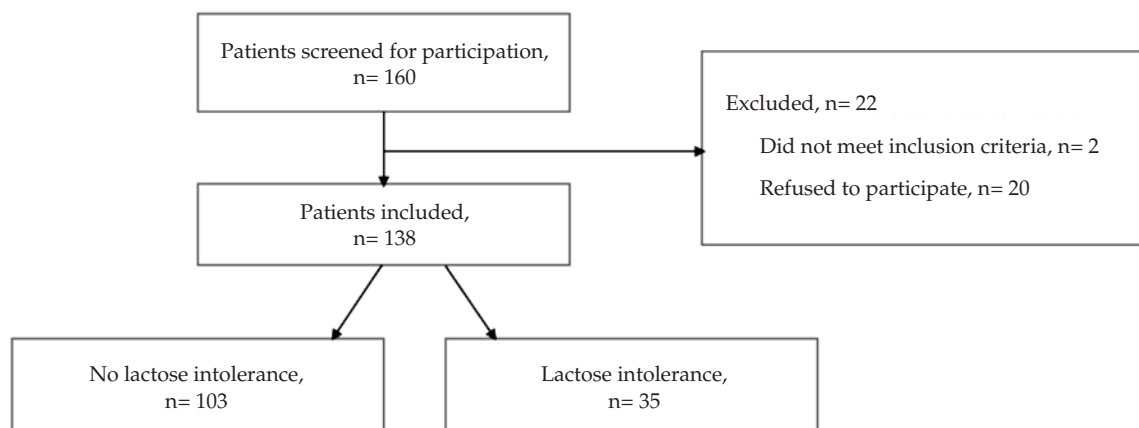 Patients screened for participation,
n= 160
Excluded, n= 22
Did not meet inclusion criteria, n= 2
Refused to participate, n= 20
Patients included,
n= 138
No lactose intolerance,
n= 103
Lactose intolerance,
n= 35